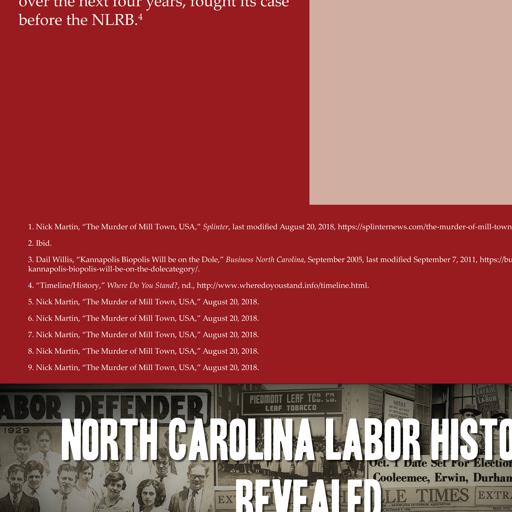 over the next four years, fought its case
before the NLRB.⁴
1. Nick Martin, “The Murder of Mill Town, USA,” Splinter, last modified August 20, 2018, https://splinternews.com/the-murder-of-mill-town
2. Ibid.
3. Dail Willis, “Kannapolis Biopolis Will be on the Dole,” Business North Carolina, September 2005, last modified September 7, 2011, https://bu
kannapolis-biopolis-will-be-on-the-dolecategory/.
4. “Timeline/History,” Where Do You Stand?, nd., http://www.wheredoyoustand.info/timeline.html.
5. Nick Martin, “The Murder of Mill Town, USA,” August 20, 2018.
6. Nick Martin, “The Murder of Mill Town, USA,” August 20, 2018.
7. Nick Martin, “The Murder of Mill Town, USA,” August 20, 2018.
8. Nick Martin, “The Murder of Mill Town, USA,” August 20, 2018.
9. Nick Martin, “The Murder of Mill Town, USA,” August 20, 2018.
ABOR DEFENDER
1929
PIEDMONT LEAF TOB. CO.
LEAF TOBACCO
NORTH CAROLINA LABOR HISTO
REVEALED
Oct. 1 Date Set For Election
Cooleemee, Erwin, Durham
LE TIMES
EXTRA
EXT